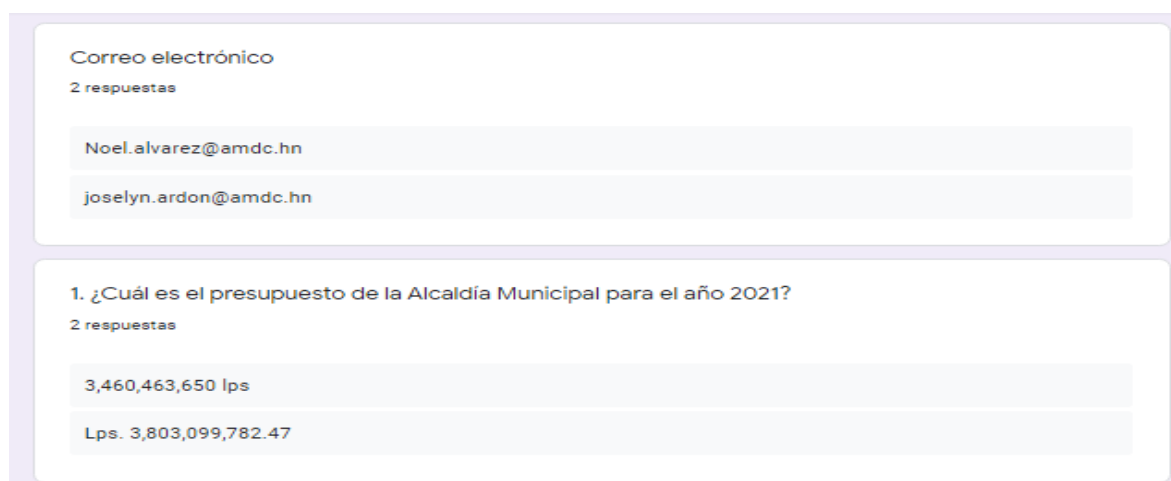 Correo electrónico
2 respuestas
Noel.alvarez@amdc.hn
joselyn.ardon@amdc.hn
1. ¿Cuál es el presupuesto de la Alcaldía Municipal para el año 2021?
2 respuestas
3,460,463,650 lps
Lps. 3,803,099,782.47